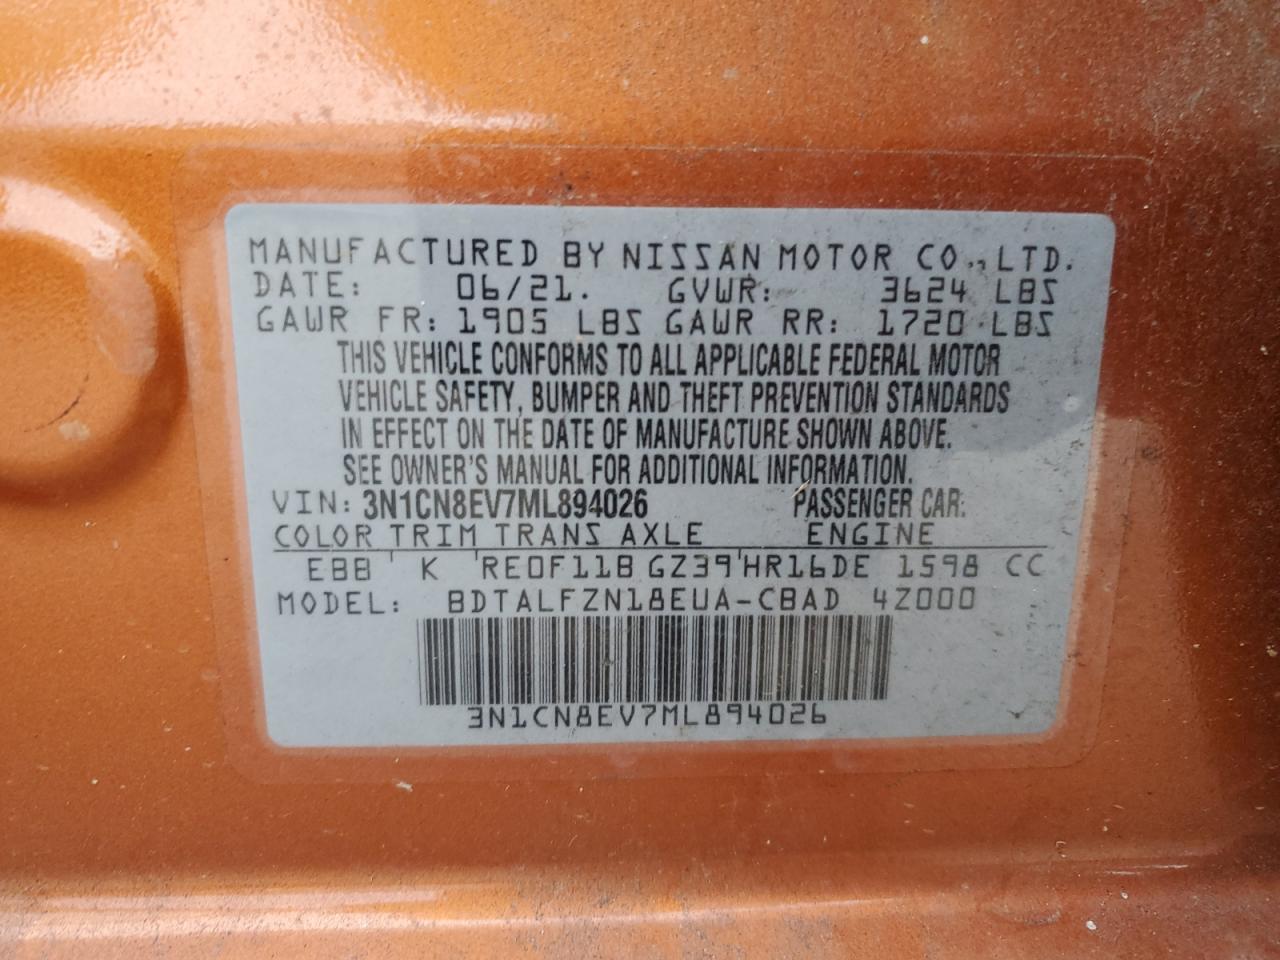 MANUFACTURED BY NISSAN MOTOR CO., LTD.
DATE: 06/21. GVWR: 3624 LBS
GAWR FR: 1905 LBS GAWR RR: 1720 LBS
THIS VEHICLE CONFORMS TO ALL APPLICABLE FEDERAL MOTOR
VEHICLE SAFETY, BUMPER AND THEFT PREVENTION STANDARDS
IN EFFECT ON THE DATE OF MANUFACTURE SHOWN ABOVE.
SEE OWNER'S MANUAL FOR ADDITIONAL INFORMATION.
VIN: 3N1CN8EV7ML894026 PASSENGER CAR.
COLOR TRIM TRANS AXLE ENGINE
EBB K RE0F11B GZ39 HR16DE 1598 CC
MODEL: BDTALFZN18EUA-CBAD 4Z000
3N1CN8EV7ML894026